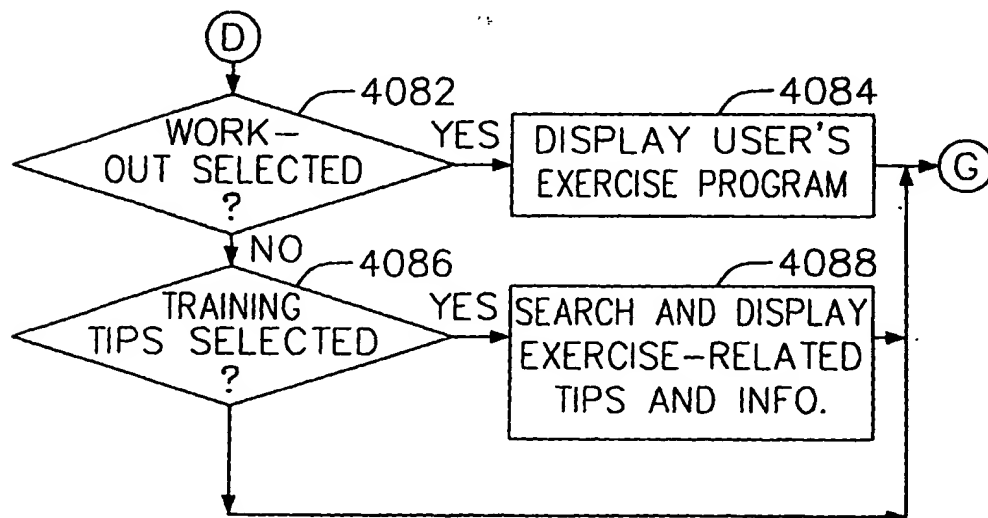 D
4082
WORK-
OUT SELECTED
?
YES
4084
DISPLAY USER'S
EXERCISE PROGRAM
G
NO
4086
TRAINING
TIPS SELECTED
?
YES
4088
SEARCH AND DISPLAY
EXERCISE-RELATED
TIPS AND INFO.